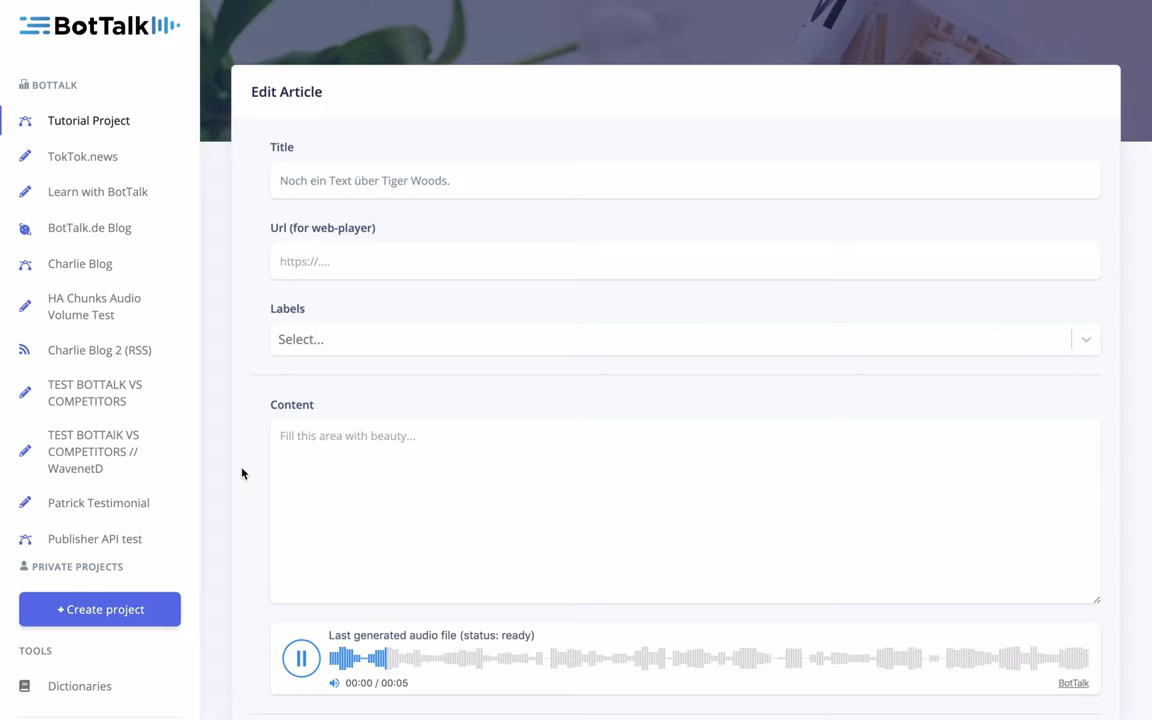 BotTalk
BOTTALK
Tutorial Project
TokTok.news
Learn with BotTalk
BotTalk.de Blog
Charlie Blog
HA Chunks Audio
Volume Test
Charlie Blog 2 (RSS)
TEST BOTTALK VS
COMPETITORS
TEST BOTTAlK VS
COMPETITORS //
WavenetD
Patrick Testimonial
Publisher API test
PRIVATE PROJECTS
+ Create project
TOOLS
Dictionaries
Edit Article
Title
Noch ein Text über Tiger Woods.
Url (for web-player)
https://....
Labels
Select...
Content
Fill this area with beauty...
Last generated audio file (status: ready)
00:00 / 00:05
BotTalk